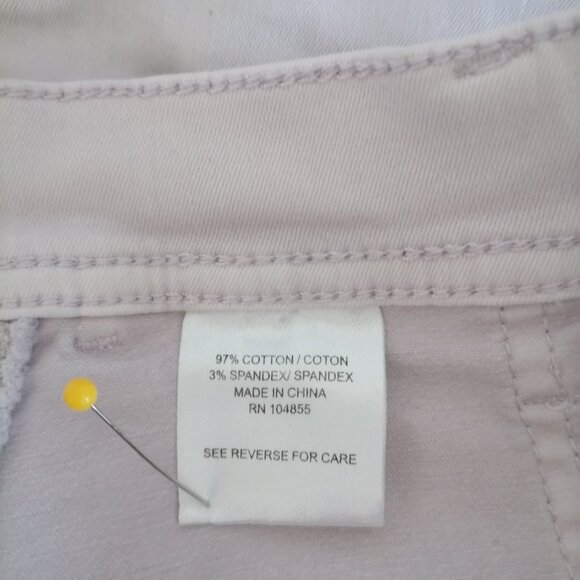 97% COTTON / COTON
3% SPANDEX/ SPANDEX
MADE IN CHINA
RN 104855
SEE REVERSE FOR CARE